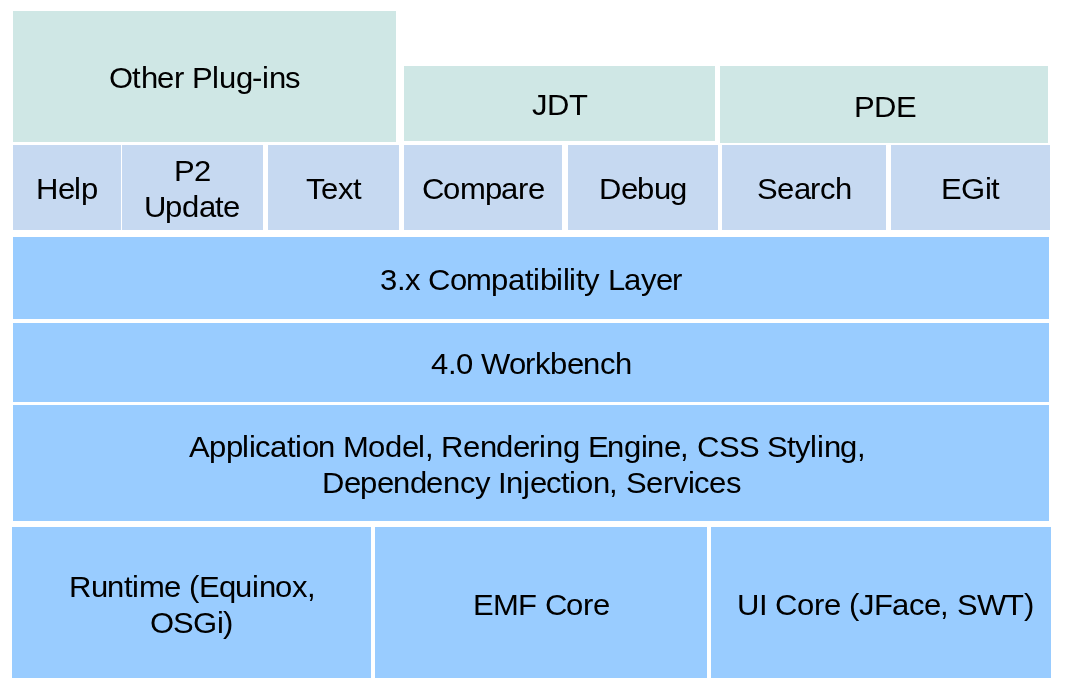 Other Plug-ins
JDT
PDE
Help
P2
Update
Text
Compare
Debug
Search
EGit
3.x Compatibility Layer
4.0 Workbench
Application Model, Rendering Engine, CSS Styling,
Dependency Injection, Services
Runtime (Equinox,
OSGi)
EMF Core
UI Core (JFace, SWT)